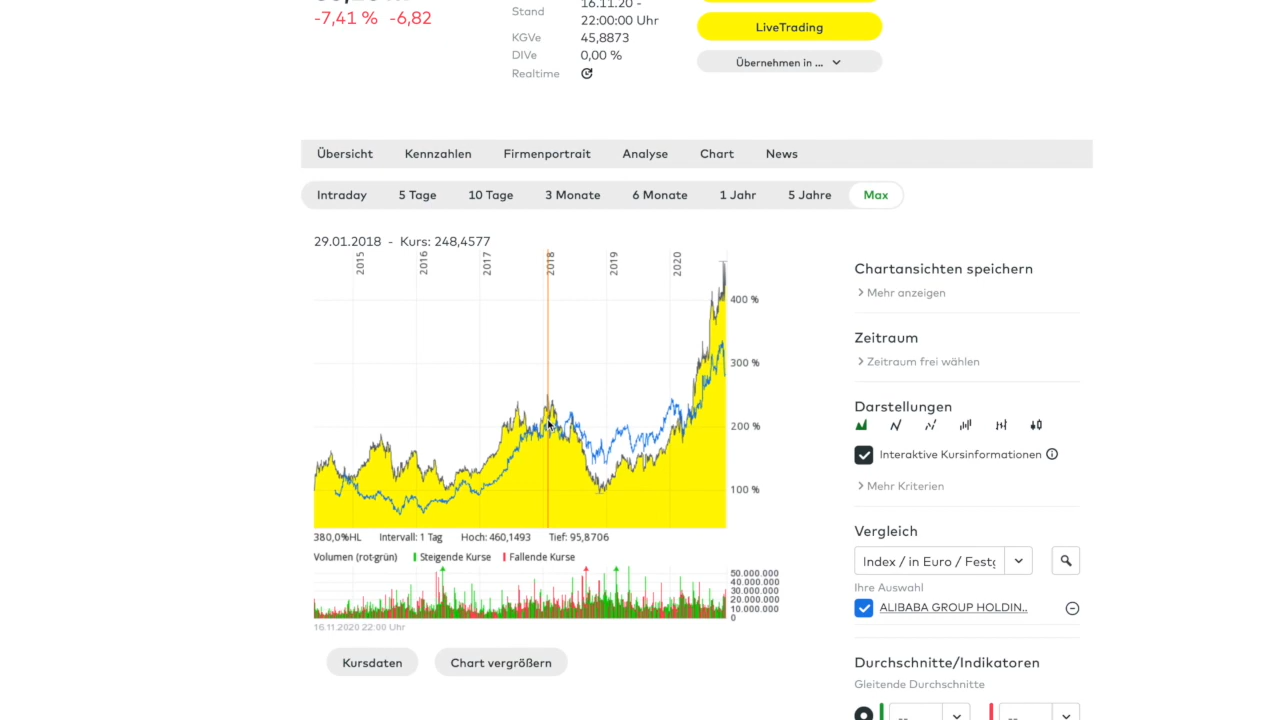 -7,41 % -6,82
Stand
16.11.20 -
22:00:00 Uhr
KGVe 45,8873
DIVe 0,00 %
Realtime
LiveTrading
Übernehmen in ...
Übersicht Kennzahlen Firmenportrait Analyse Chart News
Intraday 5 Tage 10 Tage 3 Monate 6 Monate 1 Jahr 5 Jahre Max
29.01.2018 - Kurs: 248,4577
2015 2016 2017 2018 2019 2020
400 %
300 %
200 %
100 %
380,0%HL Intervall: 1 Tag Hoch: 460,1493 Tief: 95,8706
Volumen (rot-grün) Steigende Kurse Fallende Kurse
50.000.000
40.000.000
30.000.000
20.000.000
10.000.000
0
16.11.2020 22:00 Uhr
Kursdaten Chart vergrößern
Chartansichten speichern
Mehr anzeigen
Zeitraum
Zeitraum frei wählen
Darstellungen
Interaktive Kursinformationen
Mehr Kriterien
Vergleich
Index / in Euro / Festg
Ihre Auswahl
ALIBABA GROUP HOLDIN..
Durchschnitte/Indikatoren
Gleitende Durchschnitte
-- --